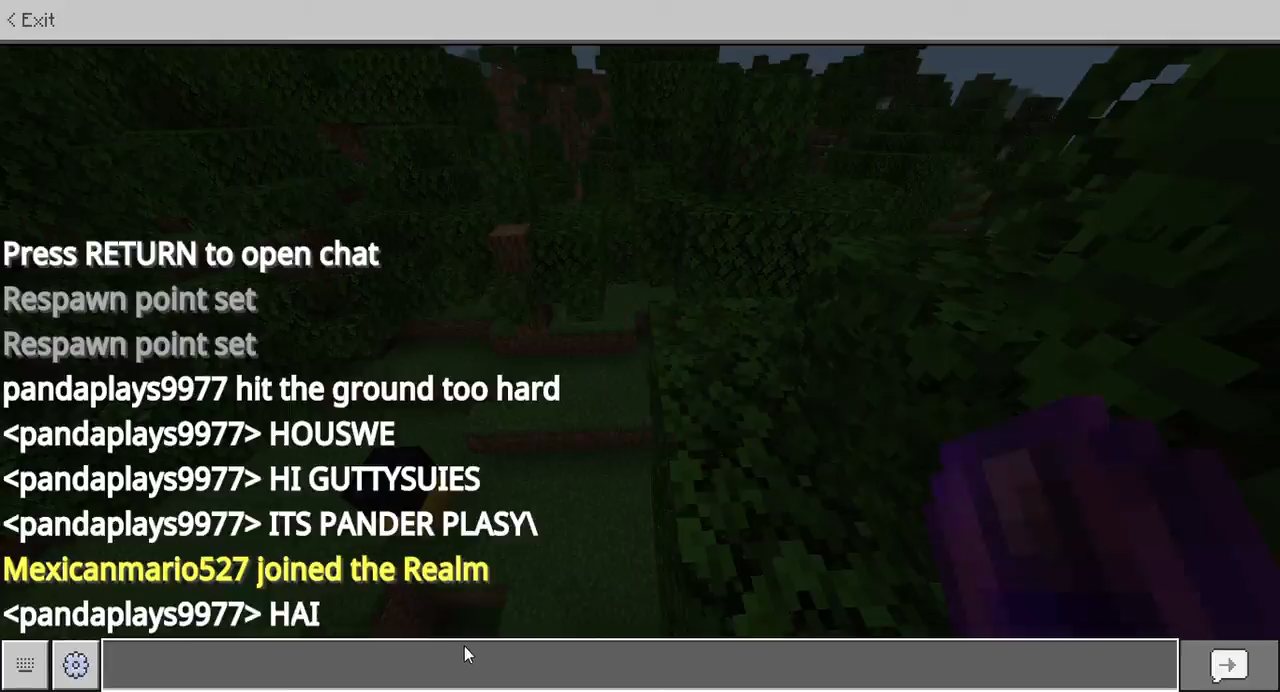 < Exit
Press RETURN to open chat
Respawn point set
Respawn point set
pandaplays9977 hit the ground too hard
<pandaplays9977> HOUSWE
<pandaplays9977> HI GUTTYSUIES
<pandaplays9977> ITS PANDER PLASY\
Mexicanmario527 joined the Realm
<pandaplays9977> HAI